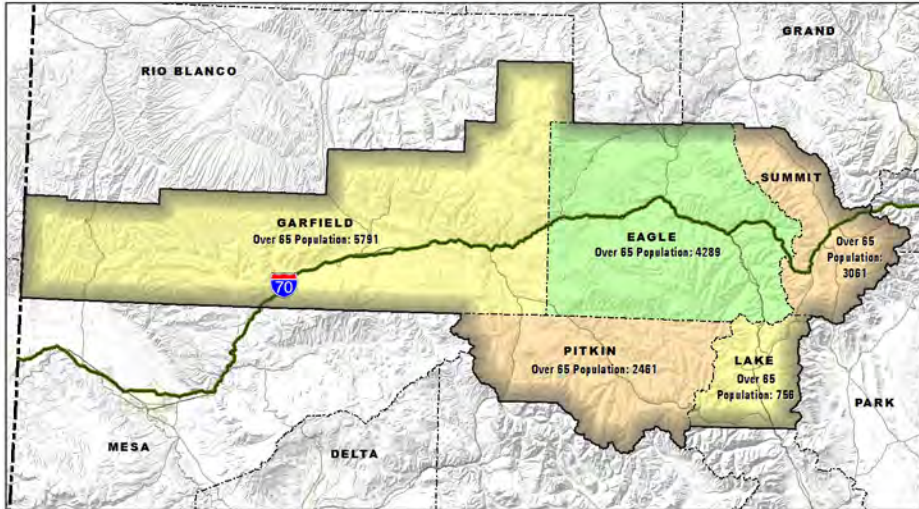 GRAND
RIO BLANCO
SUMMIT
GARFIELD
Over 65 Population: 5791
EAGLE
Over 65 Population: 4289
Over 65
Population:
3061
70
PITKIN
Over 65 Population: 2461
LAKE
Over 65
Population: 756
PARK
MESA
DELTA